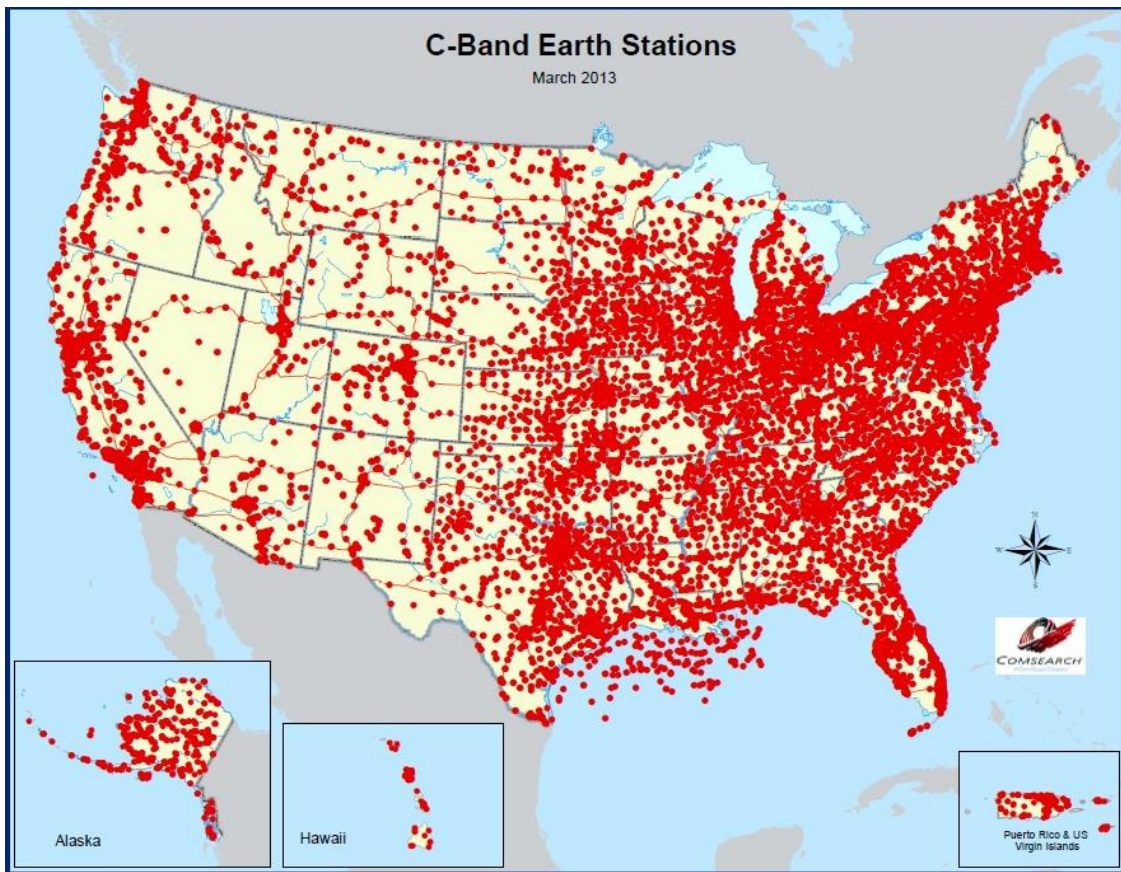 C-Band Earth Stations
March 2013
N
W
E
S
COMSEARCH
Alaska
Hawaii
Puerto Rico & US
Virgin Islands